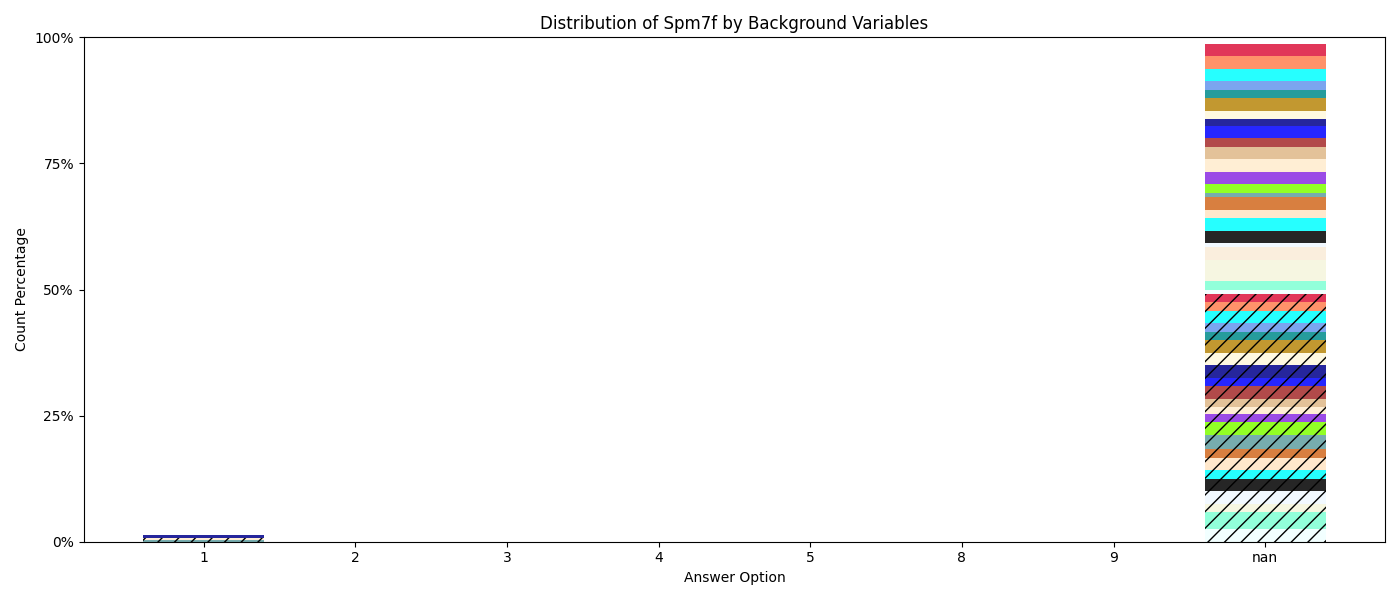 Distribution of Spm7f by Background Variables
100%
75%
50%
25%
0%
Count Percentage
1 2 3 4 5 8 9 nan
Answer Option